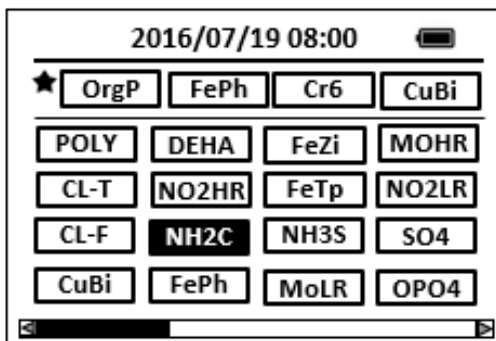 2016/07/19 08:00
OrgP FePh Cr6 CuBi
POLY DEHA FeZi MOHR
CL-T NO2HR FeTp NO2LR
CL-F NH2C NH3S SO4
CuBi FePh MoLR OPO4